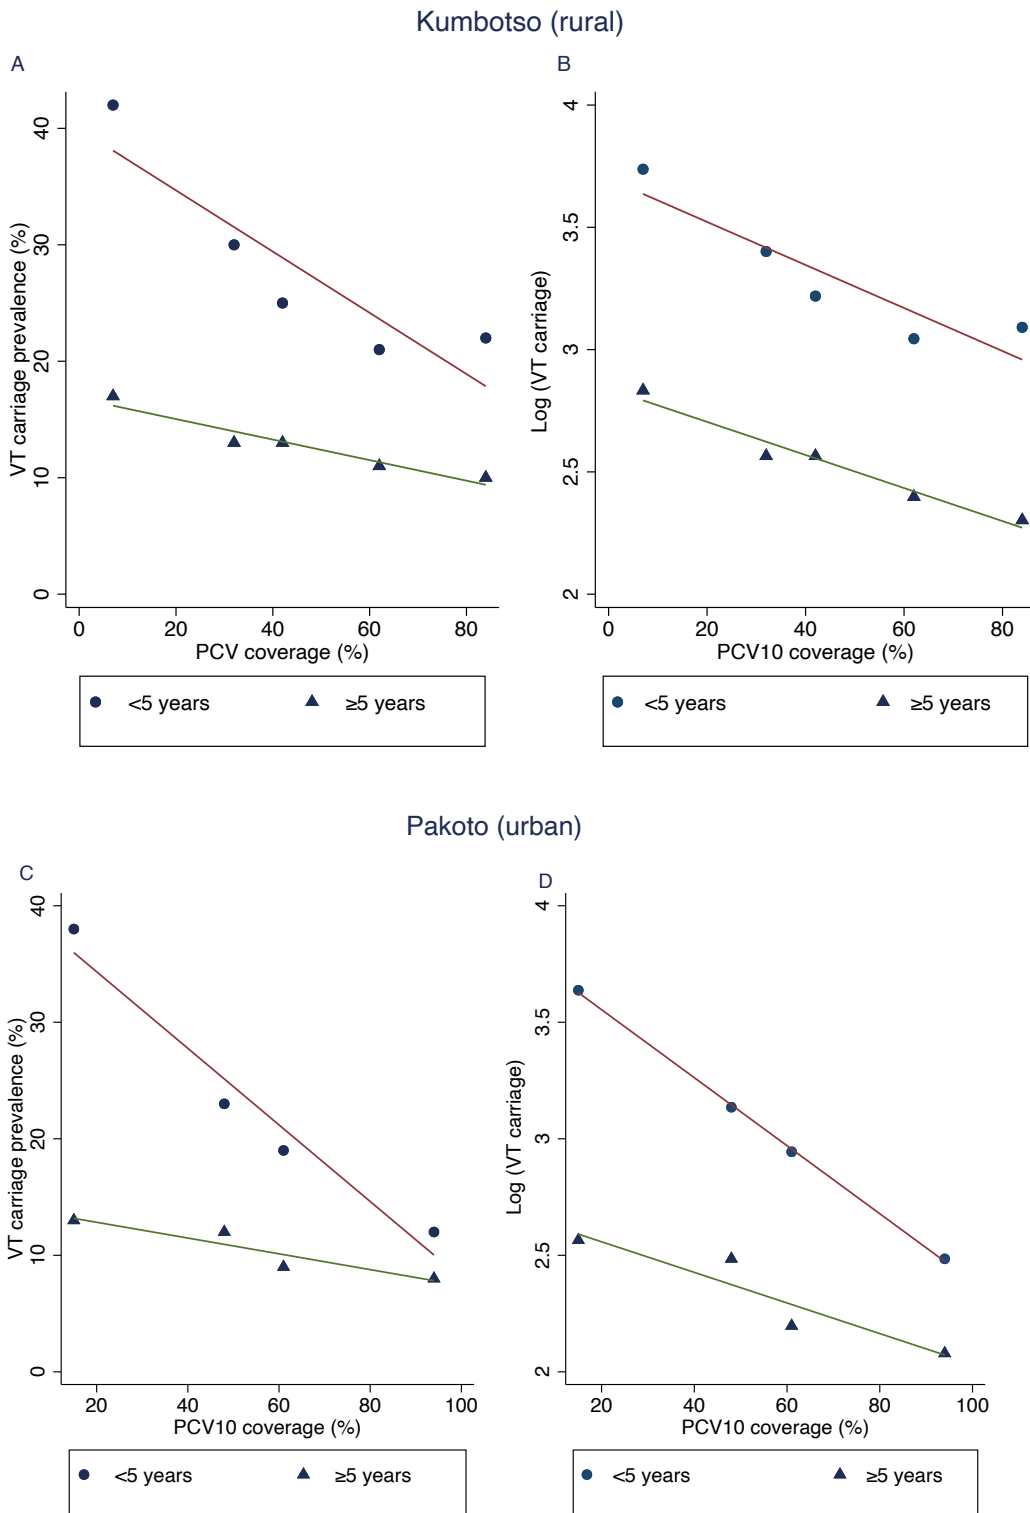 Kumbotso (rural)
A
B
VT carriage prevalence (%)
0
10
20
30
40
0 20 40 60 80
PCV coverage (%)
<5 years ≥5 years
Log (VT carriage)
2
2.5
3
3.5
4
0 20 40 60 80
PCV10 coverage (%)
<5 years ≥5 years
Pakoto (urban)
C
D
VT carriage prevalence (%)
0
10
20
30
40
20 40 60 80 100
PCV10 coverage (%)
<5 years ≥5 years
Log (VT carriage)
2
2.5
3
3.5
4
20 40 60 80 100
PCV10 coverage (%)
<5 years ≥5 years